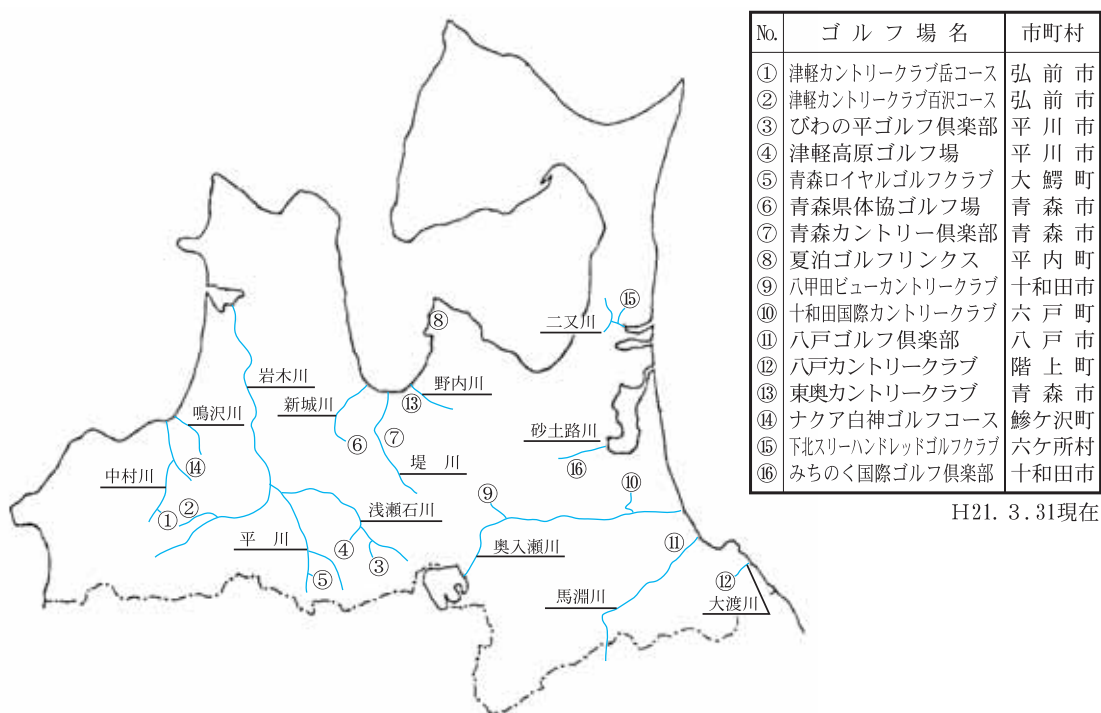 No. ゴルフ場名 市町村
① 津軽カントリークラブ岳コース 弘前市
② 津軽カントリークラブ百沢コース 弘前市
③ びわの平ゴルフ倶楽部 平川市
④ 津軽高原ゴルフ場 平川市
⑤ 青森ロイヤルゴルフクラブ 大鰐町
⑥ 青森県体協ゴルフ場 青森市
⑦ 青森カントリー倶楽部 青森市
⑧ 夏泊ゴルフリンクス 平内町
⑨ 八甲田ビューカントリークラブ 十和田市
⑩ 十和田国際カントリークラブ 六戸町
⑪ 八戸ゴルフ倶楽部 八戸市
⑫ 八戸カントリークラブ 階上町
⑬ 東奥カントリークラブ 青森市
⑭ ナクア白神ゴルフコース 鰺ケ沢町
⑮ 下北スリーハンドレッドゴルフクラブ 六ケ所村
⑯ みちのく国際ゴルフ倶楽部 十和田市
H21. 3.31現在
⑮
二又川
⑧
岩木川
野内川
⑬
新城川
鳴沢川
⑥
⑦
砂土路川
⑭
堤川
⑯
中村川
⑨
⑩
①
②
浅瀬石川
平川
④
③
奥入瀬川
⑪
⑤
馬淵川
⑫
大渡川